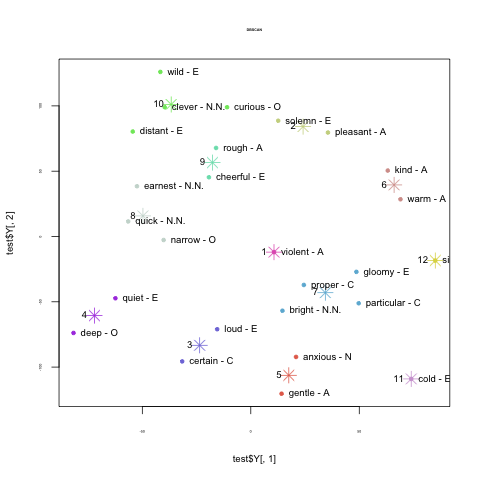 DBSCAN
wild - E
10 clever - N.N. curious - O
solemn - E
2 pleasant - A
distant - E
rough - A
9
cheerful - E
kind - A
6
warm - A
earnest - N.N.
8
quick - N.N.
narrow - O
1 violent - A
12 si
gloomy - E
proper - C
7
quiet - E
particular - C
bright - N.N.
4
deep - O
loud - E
3
certain - C
anxious - N
5
11 cold - E
gentle - A
test$Y[, 1]
test$Y[, 2]